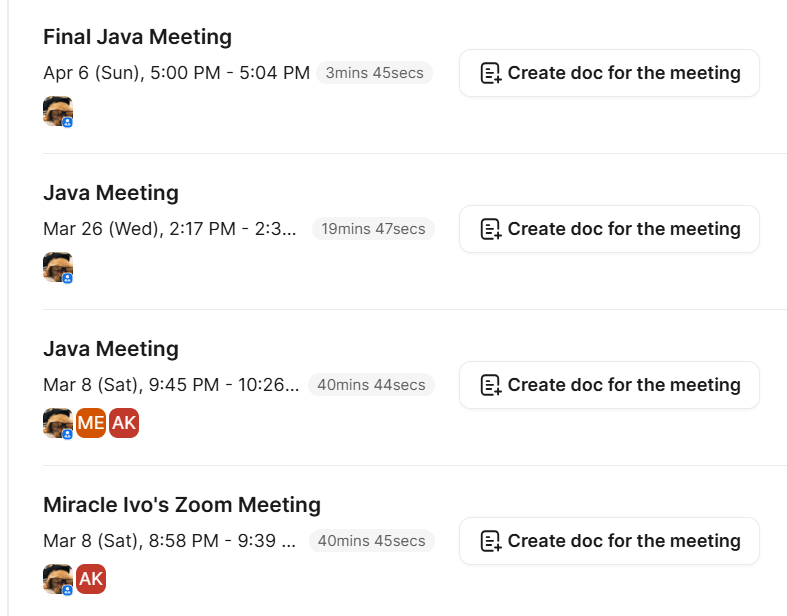 Final Java Meeting
Apr 6 (Sun), 5:00 PM - 5:04 PM 3mins 45secs
Create doc for the meeting
Java Meeting
Mar 26 (Wed), 2:17 PM - 2:3... 19mins 47secs
Create doc for the meeting
Java Meeting
Mar 8 (Sat), 9:45 PM - 10:26... 40mins 44secs
Create doc for the meeting
ME AK
Miracle Ivo's Zoom Meeting
Mar 8 (Sat), 8:58 PM - 9:39 ... 40mins 45secs
Create doc for the meeting
AK